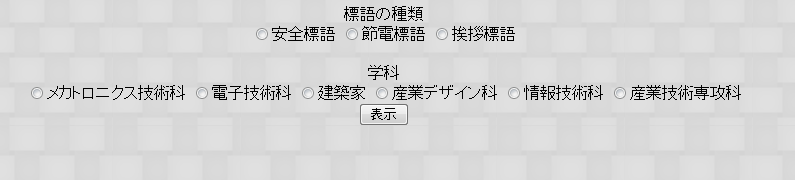 標語の種類
安全標語 節電標語 挨拶標語
学科
メカトロニクス技術科 電子技術科 建築家 産業デザイン科 情報技術科 産業技術専攻科
表示